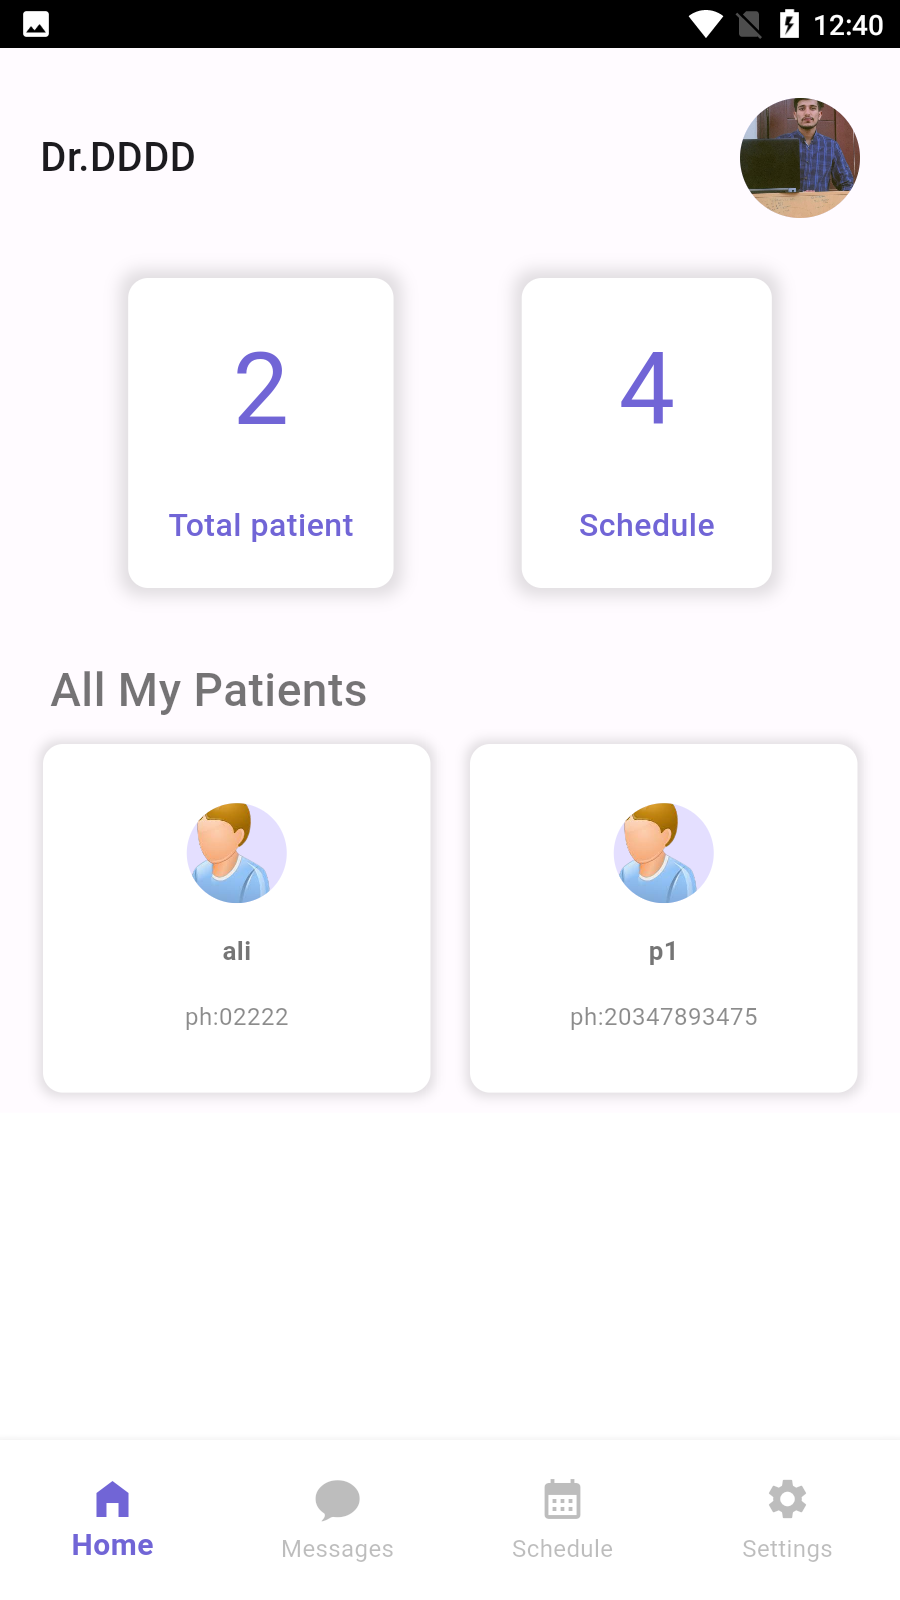 12:40
Dr.DDDD
2
4
Total patient
Schedule
All My Patients
ali
p1
ph:02222
ph:20347893475
Home
Messages
Schedule
Settings